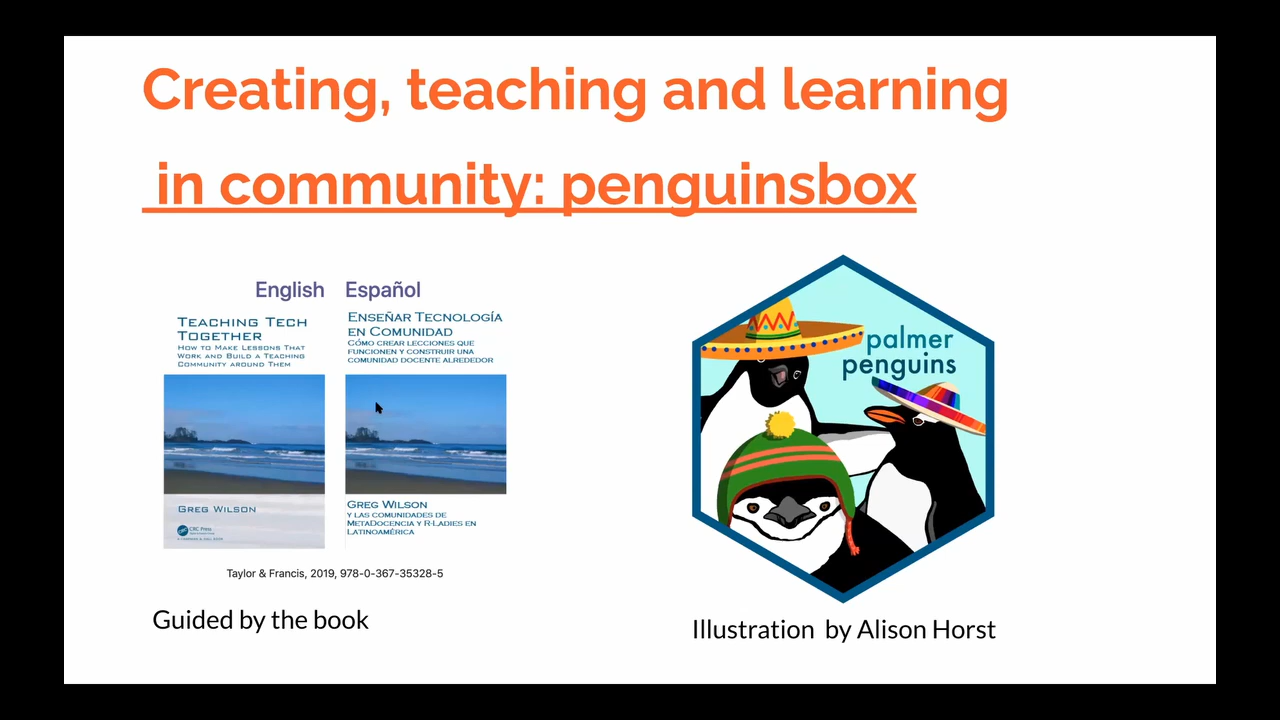 Creating, teaching and learning
in community: penguinsbox
English
Español
TEACHING TECH
TOGETHER
HOW TO MAKE LESSONS THAT
WORK AND BUILD A TEACHING
COMMUNITY AROUND THEM
GREG WILSON
CRC Press
ENSEÑAR TECNOLOGÍA
EN COMUNIDAD
CÓMO CREAR LECCIONES QUE
FUNCIONEN Y CONSTRUIR UNA
COMUNIDAD DOCENTE ALREDEDOR
GREG WILSON
Y LAS COMUNIDADES DE
METADOCENCIA Y R-LADIES EN
LATINOAMÉRICA
Taylor & Francis, 2019, 978-0-367-35328-5
Guided by the book
palmer
penguins
Illustration by Alison Horst